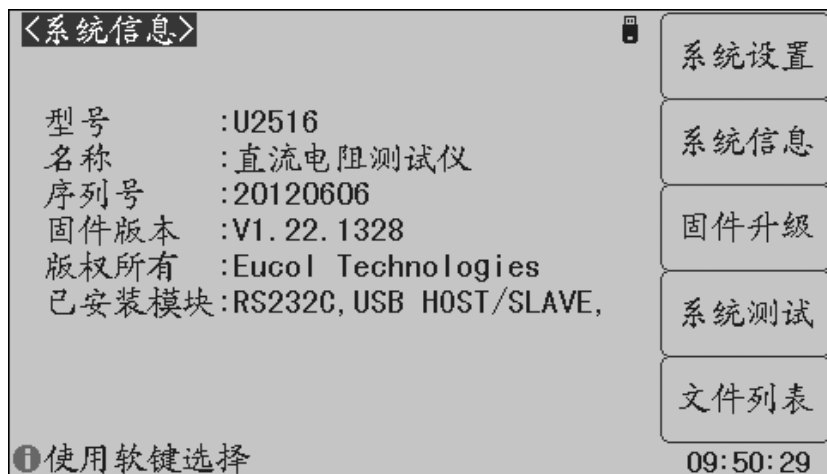 <系统信息>
型号 :U2516
名称 :直流电阻测试仪
序列号 :20120606
固件版本 :V1.22.1328
版权所有 :Eucol Technologies
已安装模块:RS232C,USB HOST/SLAVE,
系统设置
系统信息
固件升级
系统测试
文件列表
使用软键选择
09:50:29